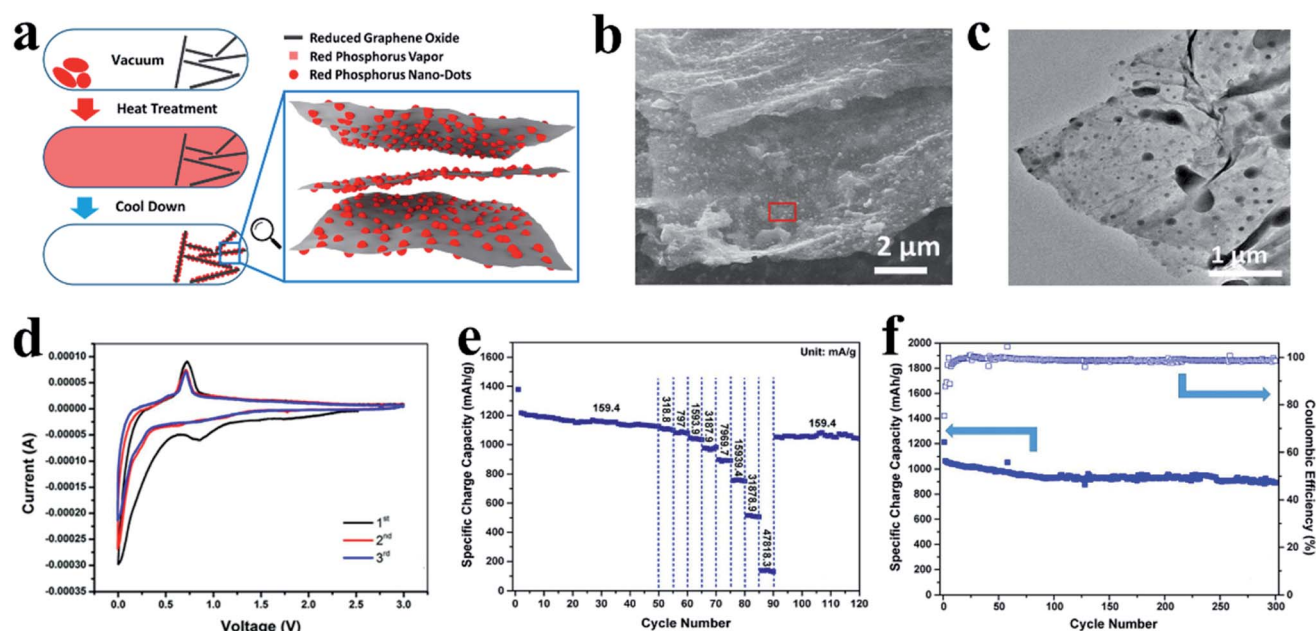 a
Vacuum
Heat Treatment
Cool Down
Reduced Graphene Oxide
Red Phosphorus Vapor
Red Phosphorus Nano-Dots
b
2 μm
c
1 μm
d
0.00010
0.00005
0.00000
-0.00005
-0.00010
-0.00015
-0.00020
-0.00025
-0.00030
-0.00035
Current (A)
1st
2nd
3rd
0.0 0.5 1.0 1.5 2.0 2.5 3.0
Voltage (V)
e
Unit: mA/g
1600
1400
1200
1000
800
600
400
200
0
Specific Charge Capacity (mAh/g)
159.4
318.8
797
1593.9
3187.9
7969.7
15939.4
31878.9
47818.3
159.4
0 10 20 30 40 50 60 70 80 90 100 120
Cycle Number
f
2000
1800
1600
1400
1200
1000
800
600
400
200
0
Specific Charge Capacity (mAh/g)
100
80
60
40
20
0
Coulombic Efficiency (%)
0 50 100 150 200 250 300
Cycle Number